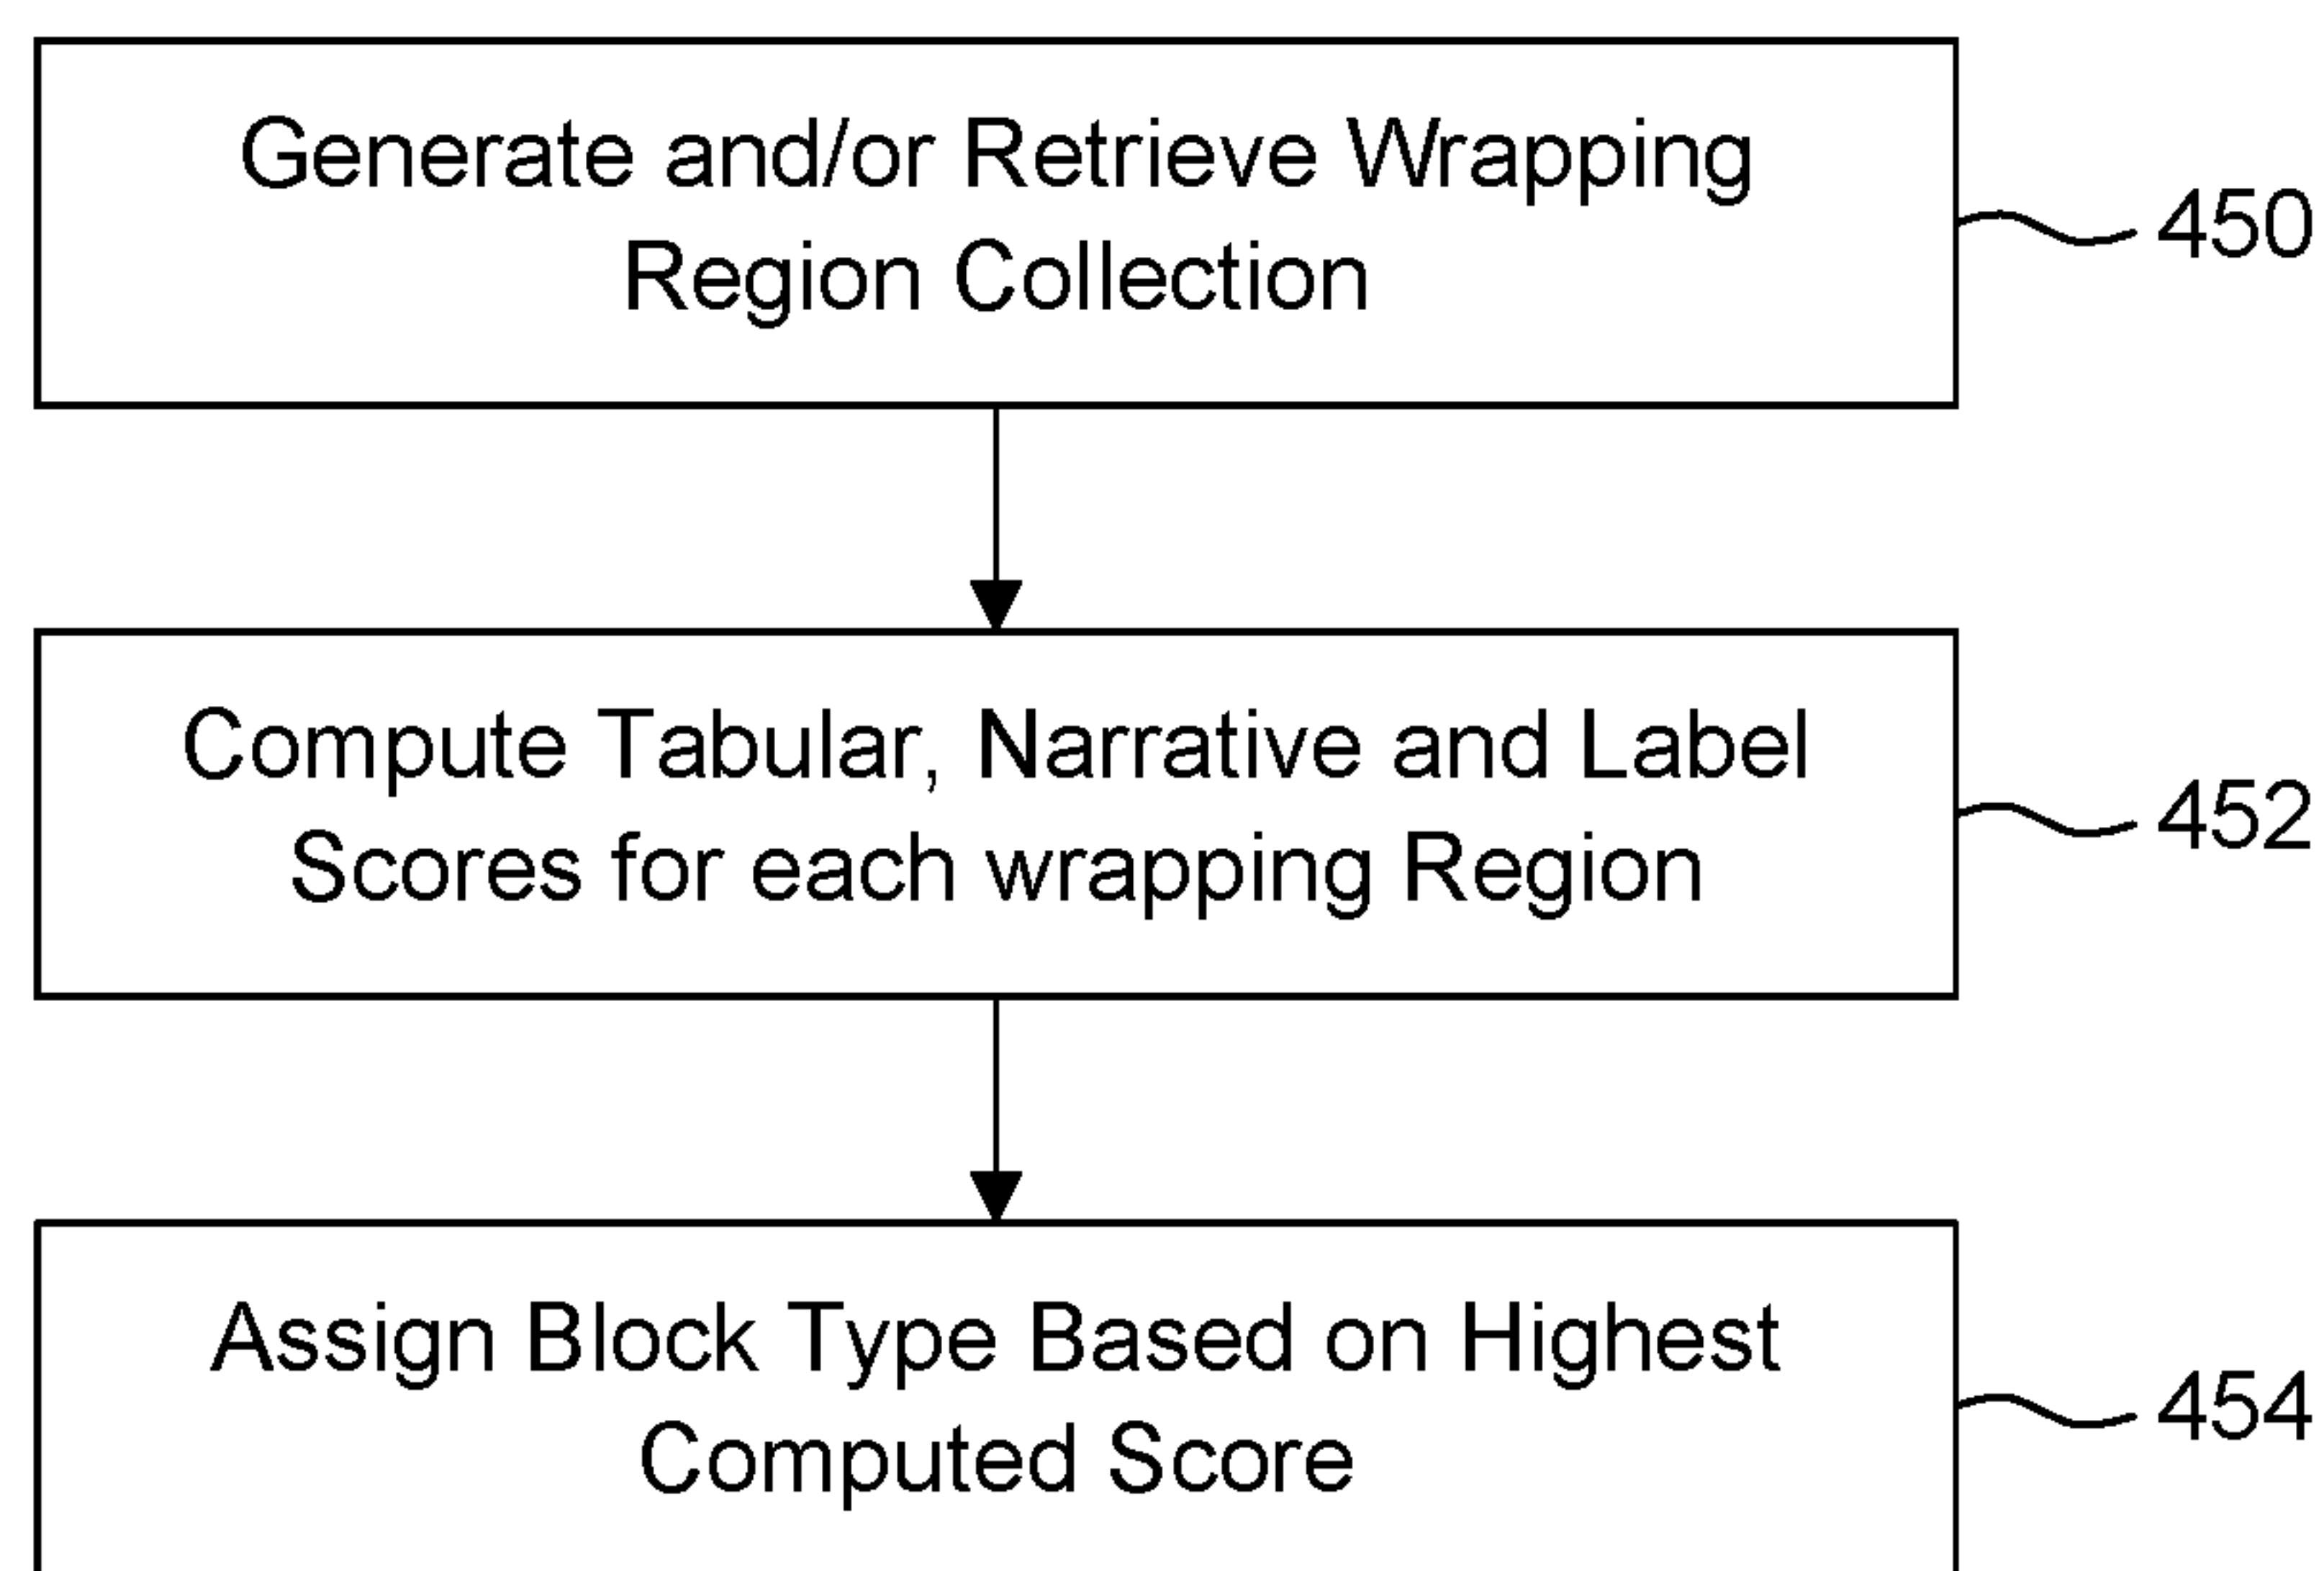 Generate and/or Retrieve Wrapping
Region Collection
450
Compute Tabular, Narrative and Label
Scores for each wrapping Region
452
Assign Block Type Based on Highest
Computed Score
454